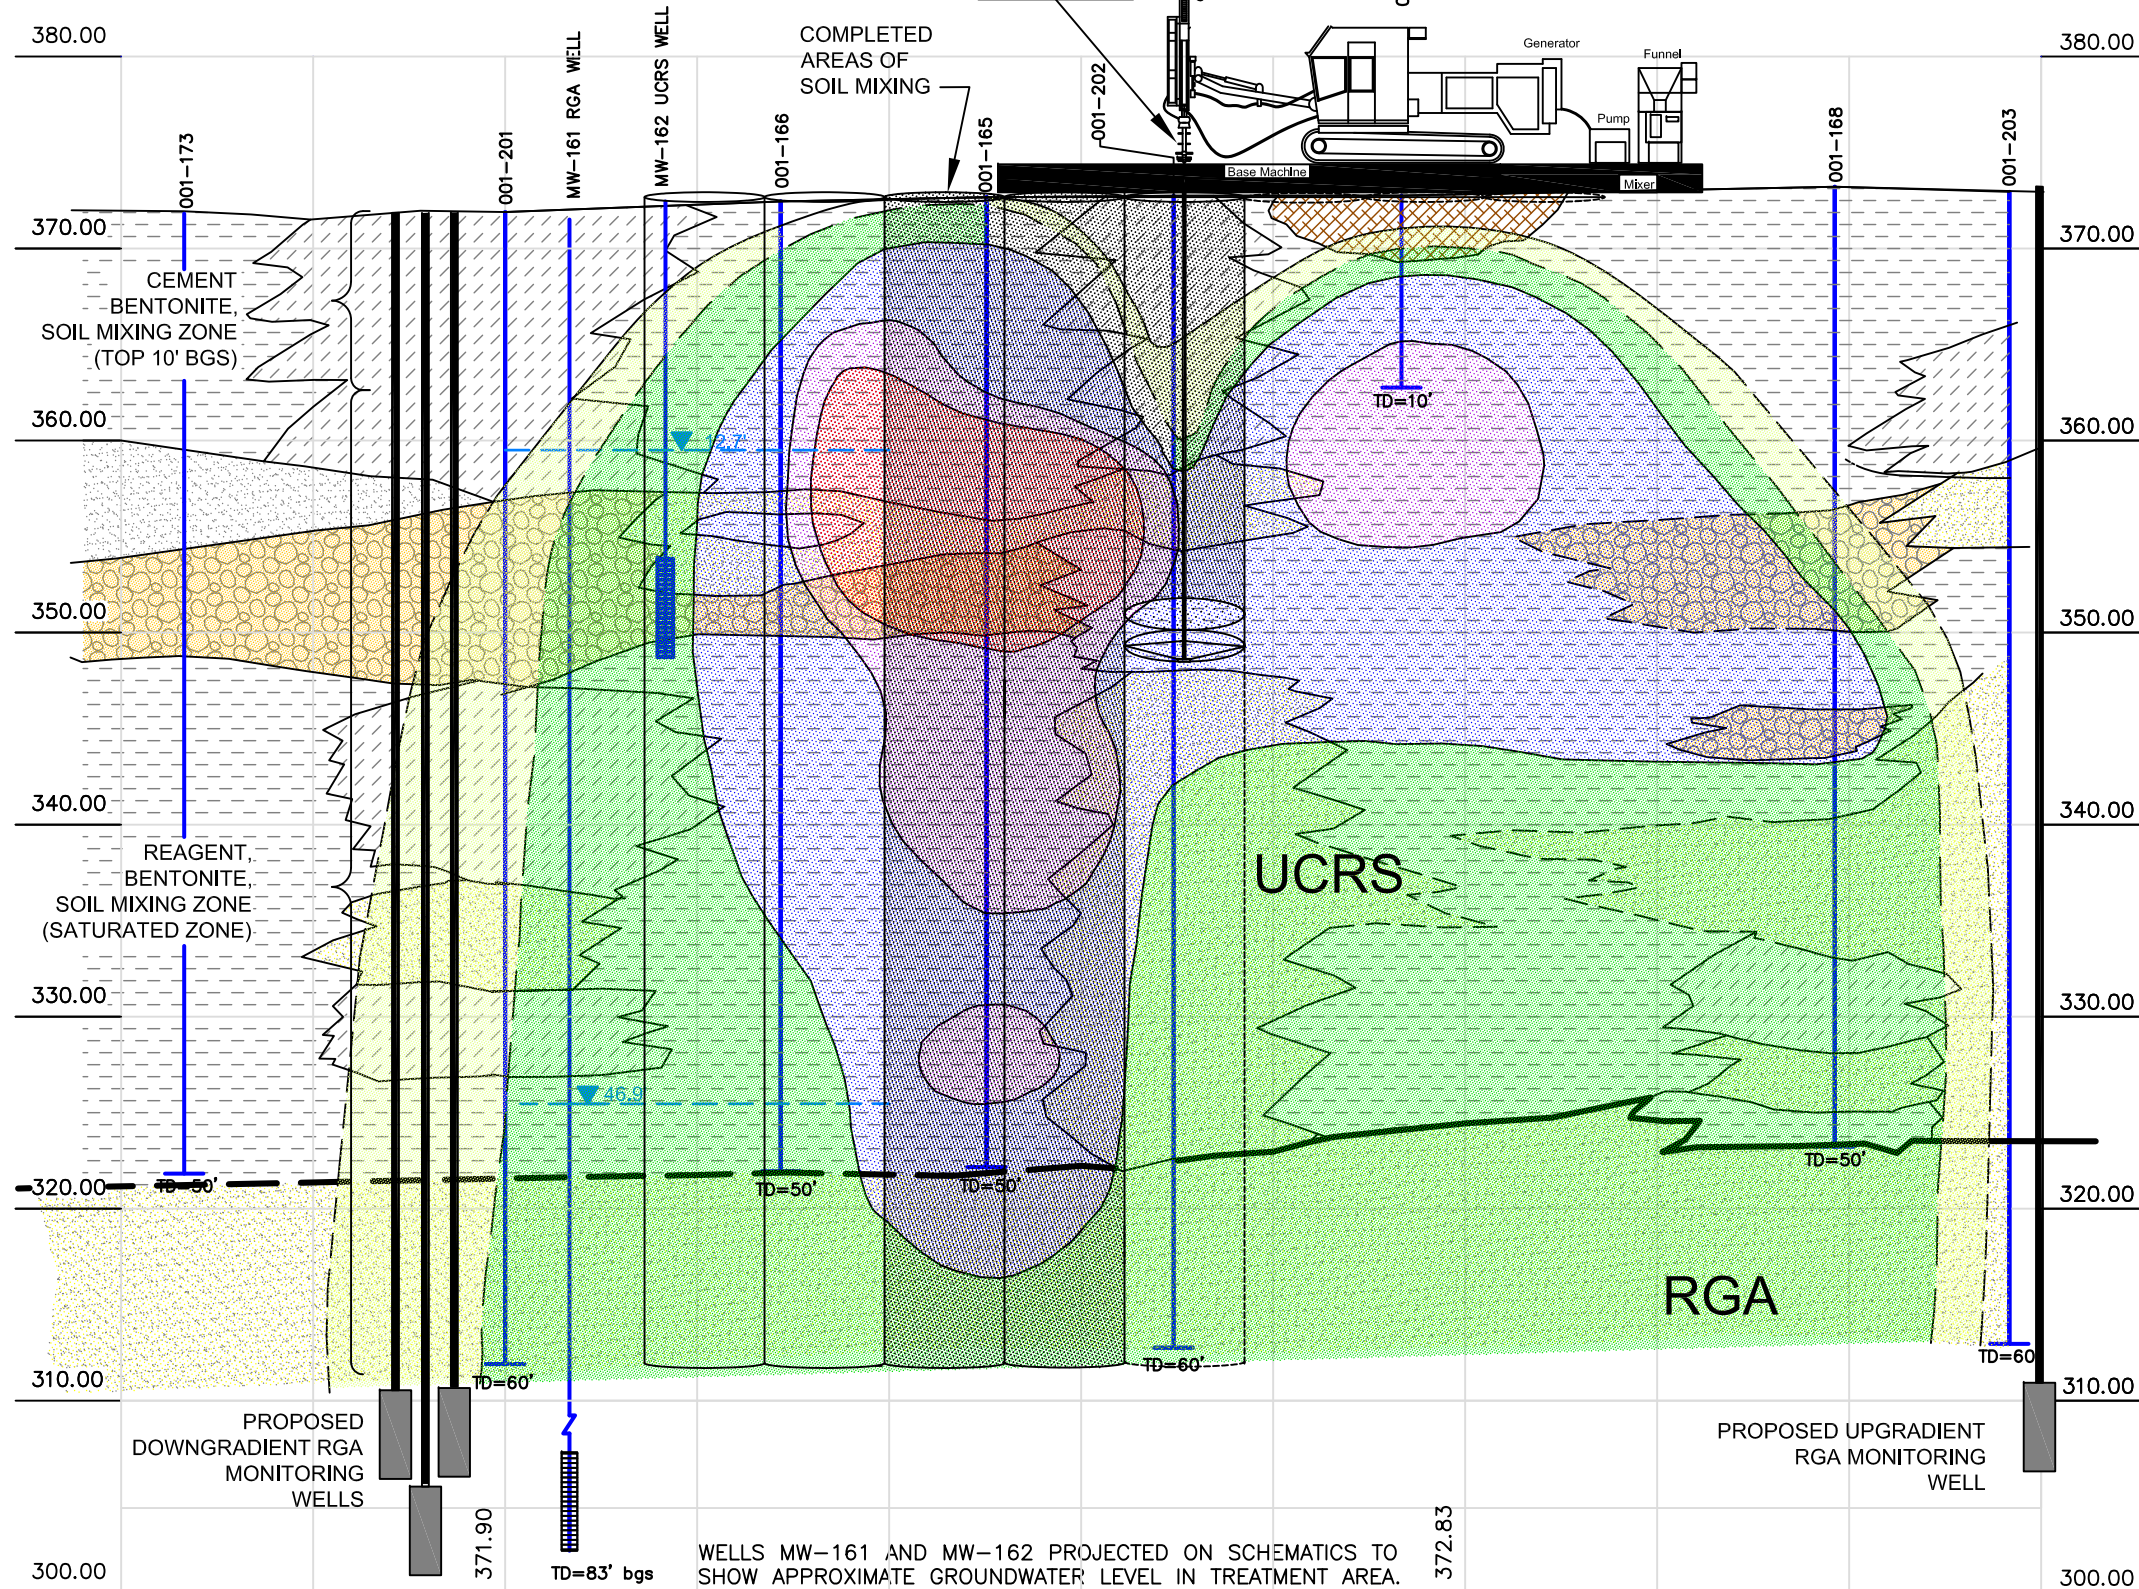 380.00
COMPLETED
AREAS OF
SOIL MIXING
Generator
Funnel
380.00
MW-161 RGA WELL
MW-162 UCRS WELL
001-202
Pump
001-173
001-201
001-166
001-165
001-168
001-203
Base Machine
Mixer
370.00
370.00
CEMENT
BENTONITE,
SOIL MIXING ZONE
(TOP 10' BGS)
TD=10'
360.00
12.7'
360.00
350.00
350.00
340.00
340.00
REAGENT,
BENTONITE,
SOIL MIXING ZONE
(SATURATED ZONE)
UCRS
330.00
330.00
46.9'
TD=50'
320.00
TD=50'
TD=50'
TD=50'
320.00
RGA
310.00
TD=60'
TD=60'
TD=60
310.00
PROPOSED
DOWNGRADIENT RGA
MONITORING
WELLS
PROPOSED UPGRADIENT
RGA MONITORING
WELL
371.90
372.83
300.00
TD=83' bgs
WELLS MW-161 AND MW-162 PROJECTED ON SCHEMATICS TO
SHOW APPROXIMATE GROUNDWATER LEVEL IN TREATMENT AREA.
300.00